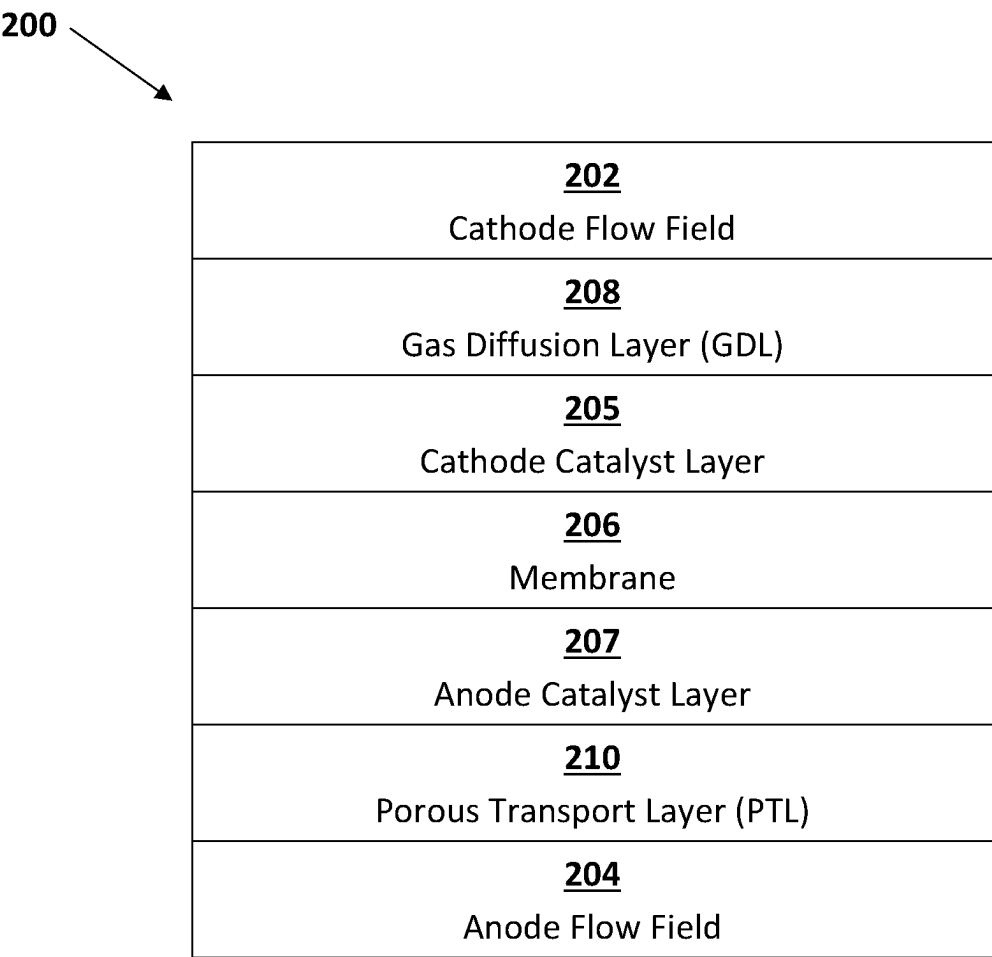 200
202
Cathode Flow Field
208
Gas Diffusion Layer (GDL)
205
Cathode Catalyst Layer
206
Membrane
207
Anode Catalyst Layer
210
Porous Transport Layer (PTL)
204
Anode Flow Field